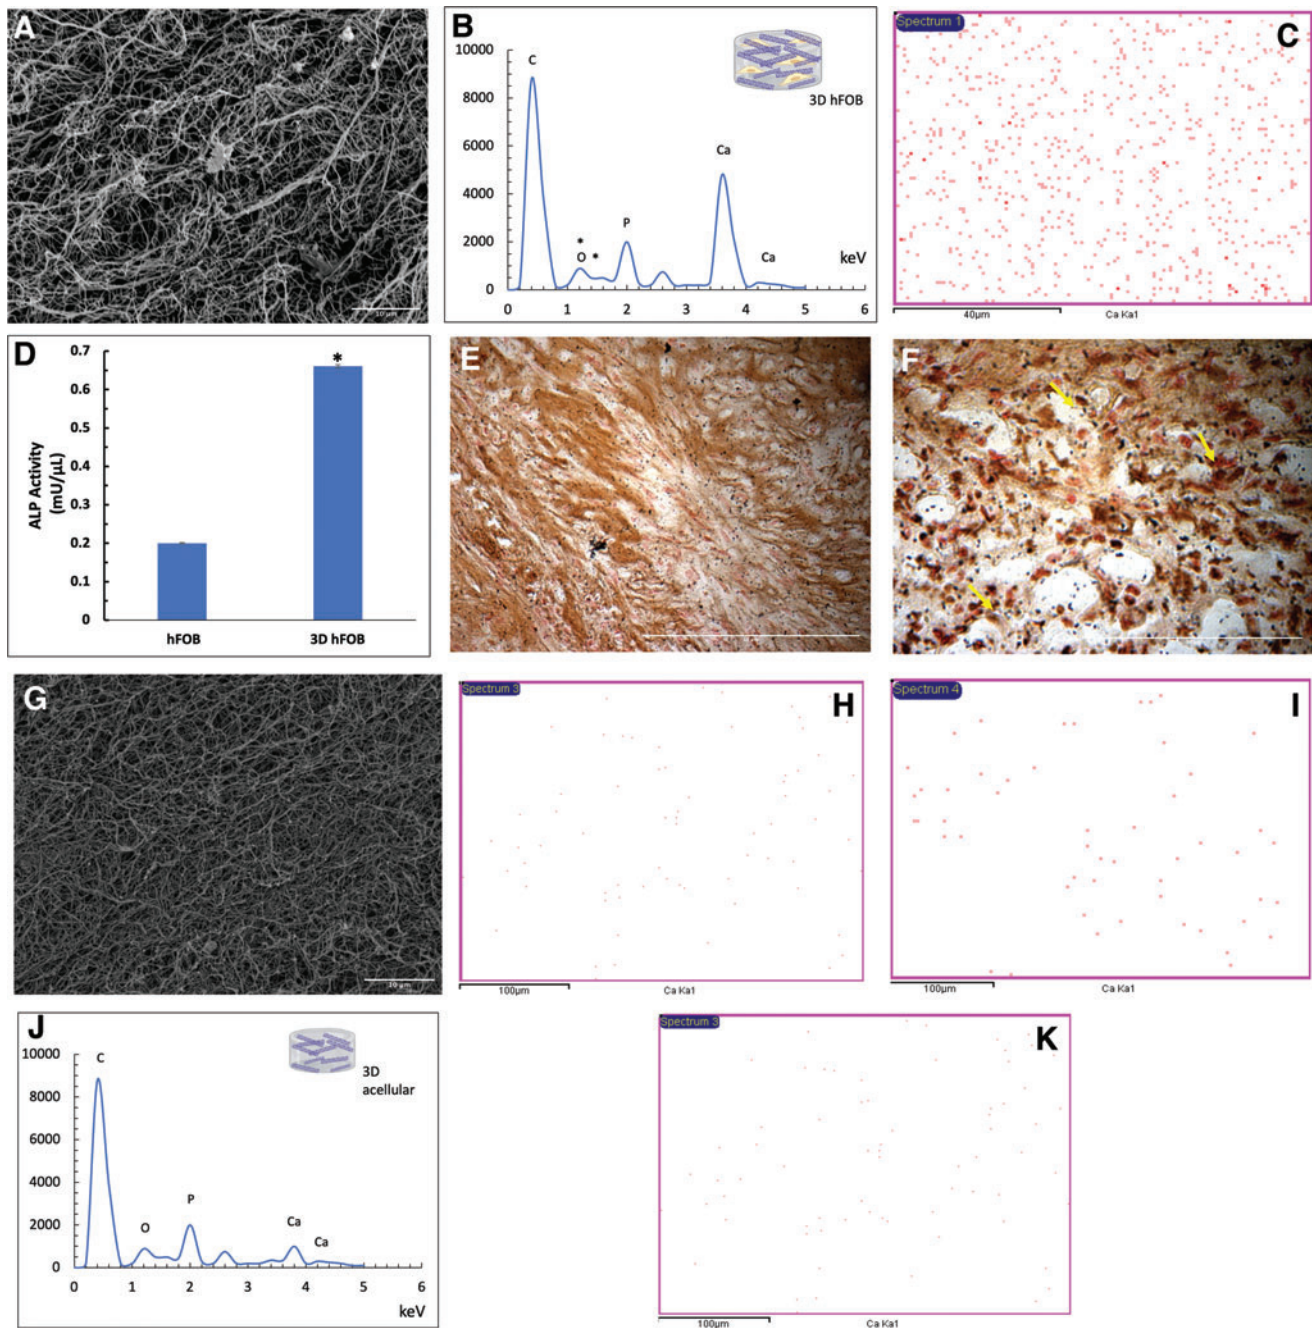 A
10 µm
B
10000
8000
6000
4000
2000
0
0 1 2 3 4 5 6
C
*
O *
P
Ca
Ca
keV
3D hFOB
Spectrum 1
C
40µm
Ca Ka1
D
ALP Activity
(mU/µL)
0.7
0.6
0.5
0.4
0.3
0.2
0.1
0
*
hFOB
3D hFOB
E
F
G
10 µm
Spectrum 3
H
100µm
Ca Ka1
Spectrum 4
I
100µm
Ca Ka1
J
10000
8000
6000
4000
2000
0
0 1 2 3 4 5 6
C
O
P
Ca
Ca
keV
3D
acellular
Spectrum 3
K
100µm
Ca Ka1